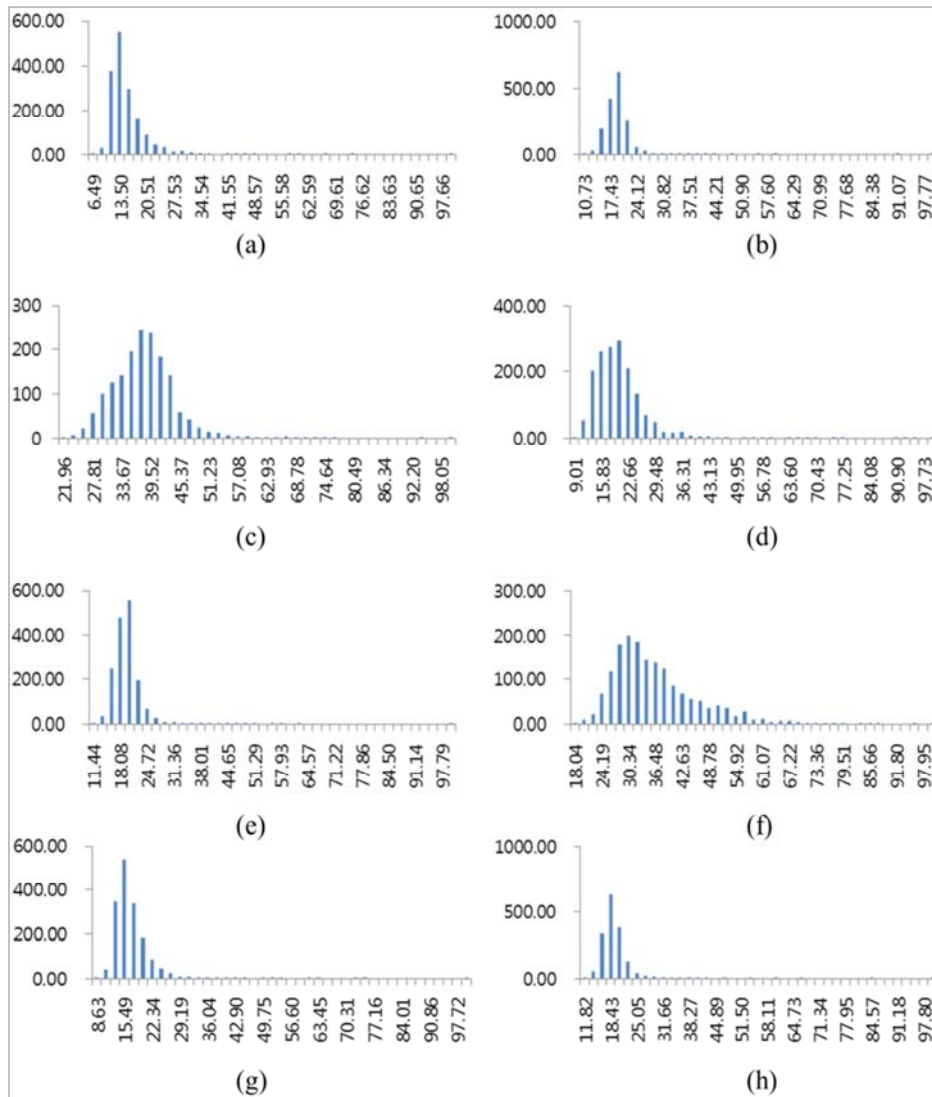 600.00
400.00
200.00
0.00
6.49 13.50 20.51 27.53 34.54 41.55 48.57 55.58 62.59 69.61 76.62 83.63 90.65 97.66
(a)
1000.00
500.00
0.00
10.73 17.43 24.12 30.82 37.51 44.21 50.90 57.60 64.29 70.99 77.68 84.38 91.07 97.77
(b)
300
200
100
0
21.96 27.81 33.67 39.52 45.37 51.23 57.08 62.93 68.78 74.64 80.49 86.34 92.20 98.05
(c)
400.00
200.00
0.00
9.01 15.83 22.66 29.48 36.31 43.13 49.95 56.78 63.60 70.43 77.25 84.08 90.90 97.73
(d)
600.00
400.00
200.00
0.00
11.44 18.08 24.72 31.36 38.01 44.65 51.29 57.93 64.57 71.22 77.86 84.50 91.14 97.79
(e)
300.00
200.00
100.00
0.00
18.04 24.19 30.34 36.48 42.63 48.78 54.92 61.07 67.22 73.36 79.51 85.66 91.80 97.95
(f)
600.00
400.00
200.00
0.00
8.63 15.49 22.34 29.19 36.04 42.90 49.75 56.60 63.45 70.31 77.16 84.01 90.86 97.72
(g)
1000.00
500.00
0.00
11.82 18.43 25.05 31.66 38.27 44.89 51.50 58.11 64.73 71.34 77.95 84.57 91.18 97.80
(h)